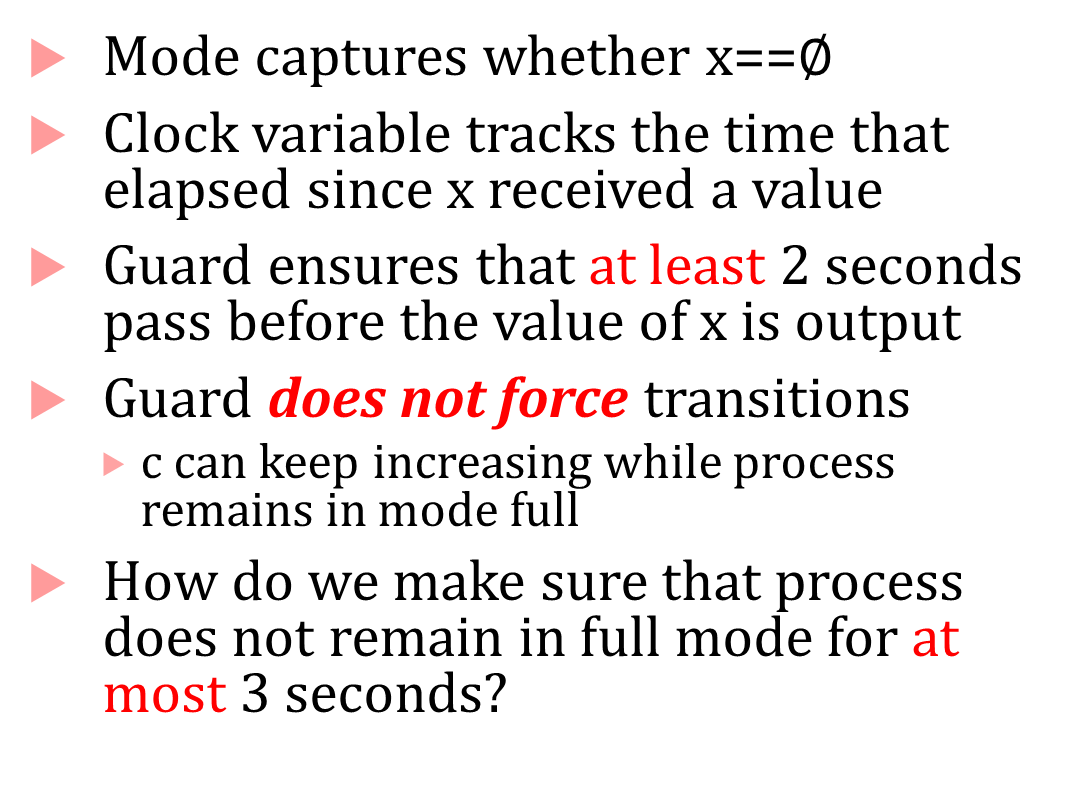 Mode captures whether x==∅
Clock variable tracks the time that
elapsed since x received a value
Guard ensures that at least 2 seconds
pass before the value of x is output
Guard does not force transitions
c can keep increasing while process
remains in mode full
How do we make sure that process
does not remain in full mode for at
most 3 seconds?